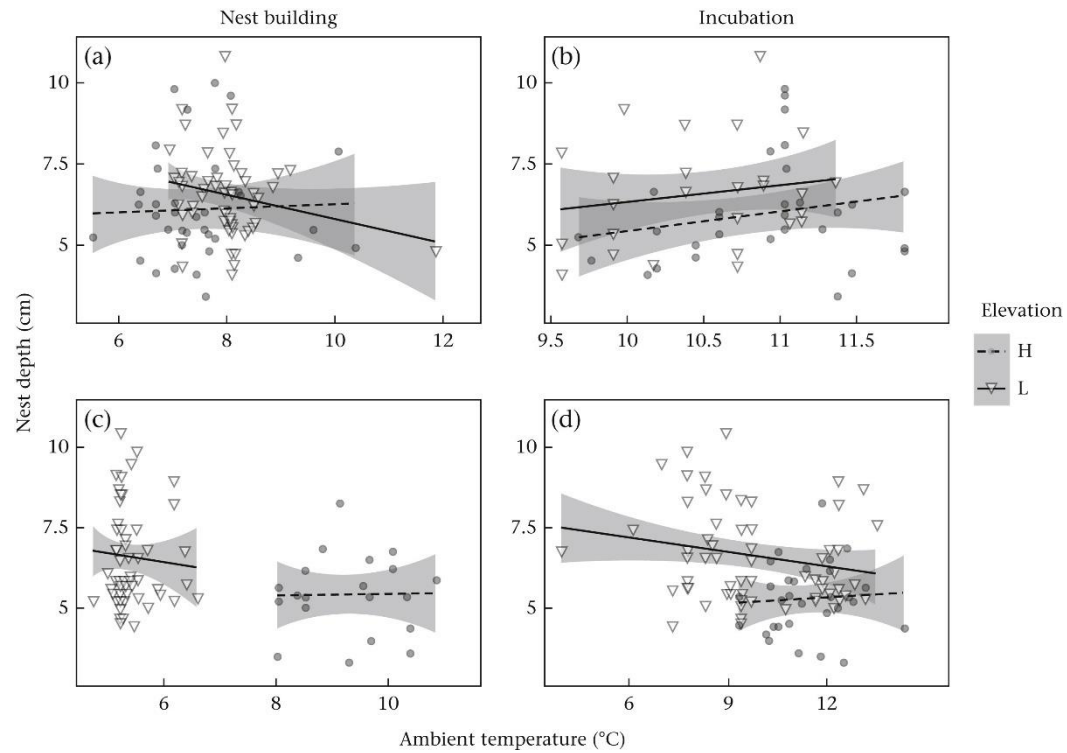 Nest building
Incubation
(a)
(b)
10
7.5
5
6
8
10
12
9.5
10
10.5
11
11.5
Nest depth (cm)
Elevation
H
L
(c)
(d)
10
7.5
5
10
7.5
5
10
7.5
5
6
8
10
6
9
12
Ambient temperature (°C)